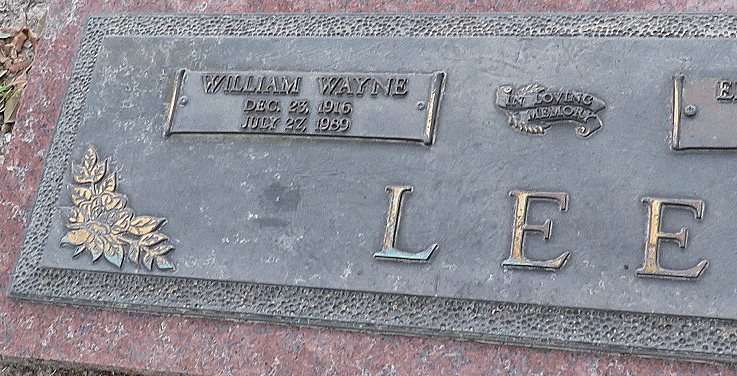 WILLIAM WAYNE
DEC. 23, 1916
JULY 27, 1989
IN LOVING
MEMORY
LEE